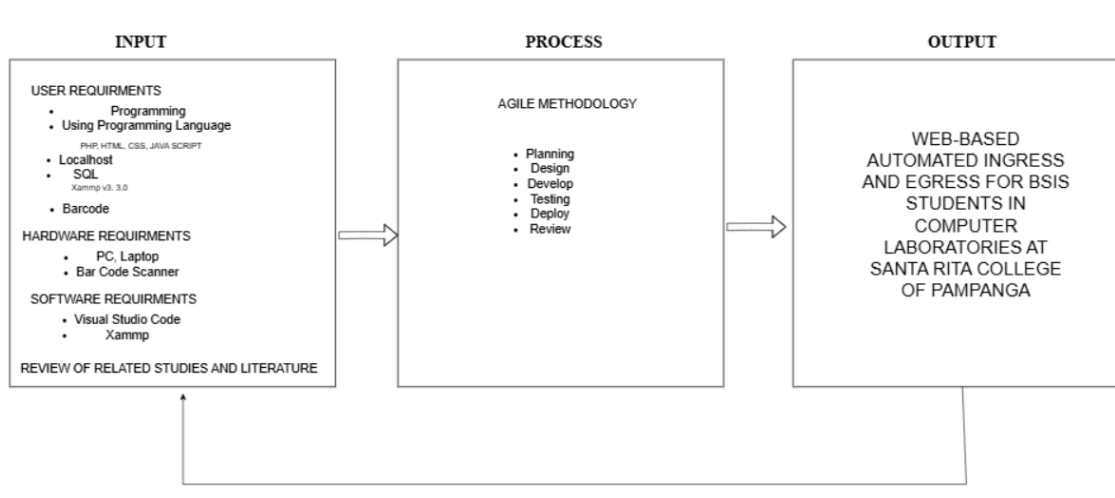 INPUT
USER REQUIRMENTS
• Programming
• Using Programming Language
PHP, HTML, CSS, JAVA SCRIPT
• Localhost
• SQL
Xammp v3. 3.0
• Barcode
HARDWARE REQUIRMENTS
• PC, Laptop
• Bar Code Scanner
SOFTWARE REQUIRMENTS
• Visual Studio Code
• Xammp
REVIEW OF RELATED STUDIES AND LITERATURE
PROCESS
AGILE METHODOLOGY
• Planning
• Design
• Develop
• Testing
• Deploy
• Review
OUTPUT
WEB-BASED
AUTOMATED INGRESS
AND EGRESS FOR BSIS
STUDENTS IN
COMPUTER
LABORATORIES AT
SANTA RITA COLLEGE
OF PAMPANGA